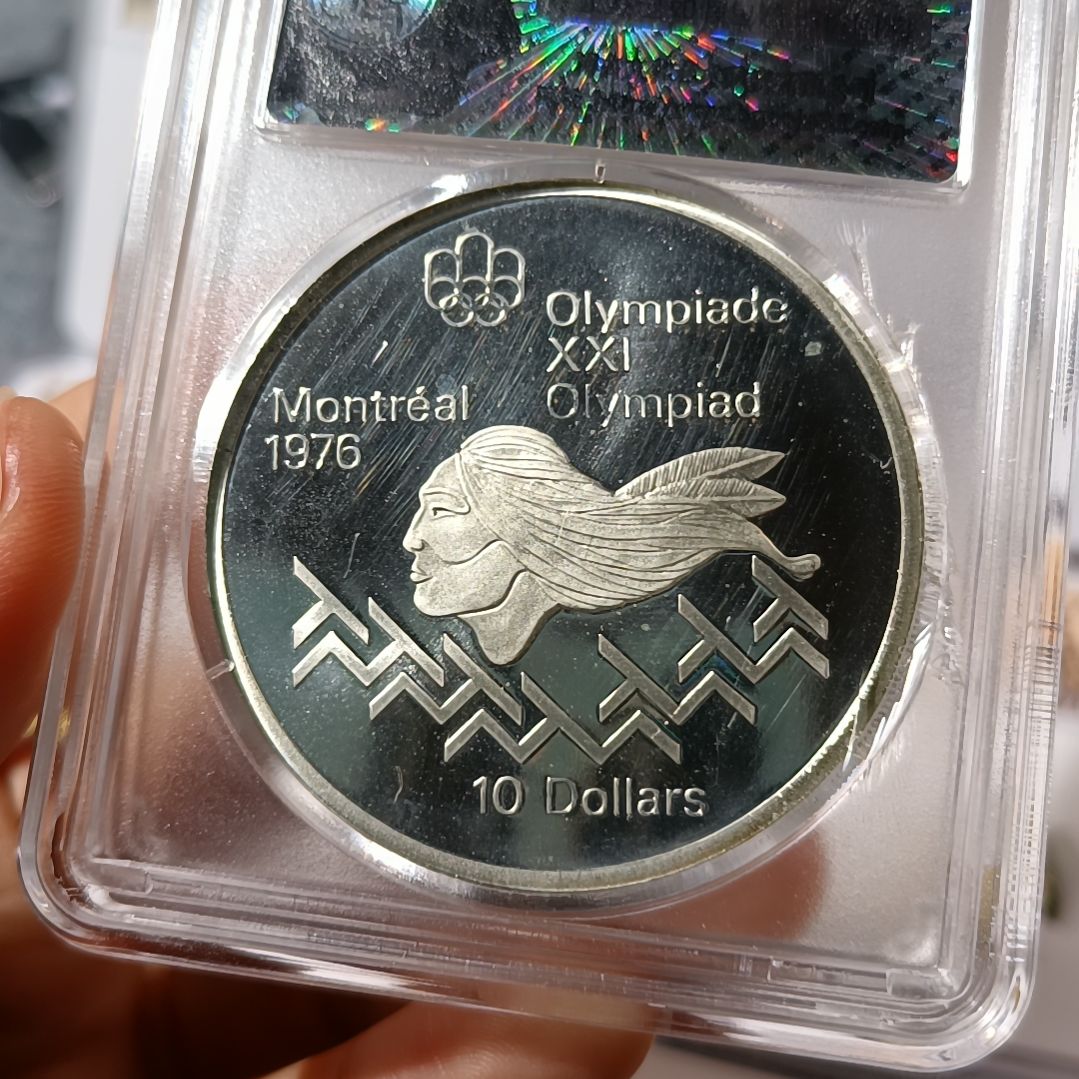 Olympiade
XXI
Olympiad
Montréal
1976
10 Dollars